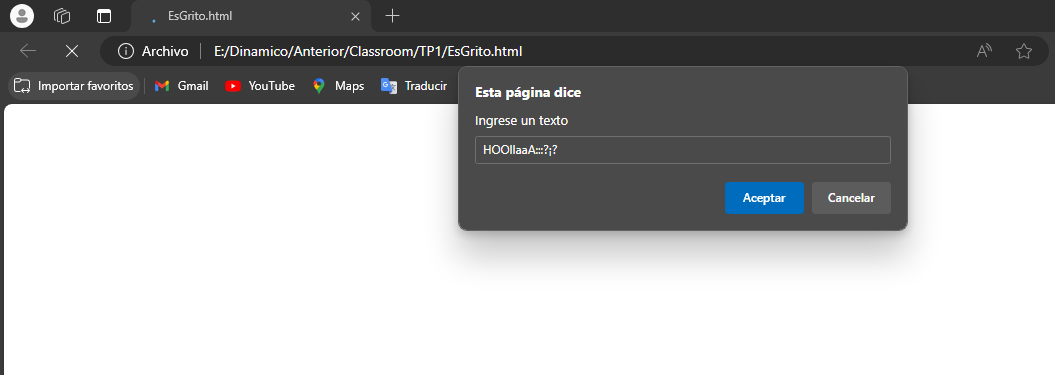 EsGrito.html
Archivo E:/Dinamico/Anterior/Classroom/TP1/EsGrito.html
Importar favoritos Gmail YouTube Maps Traducir
Esta página dice
Ingrese un texto
HOOllaaA:::?¡?
Aceptar Cancelar